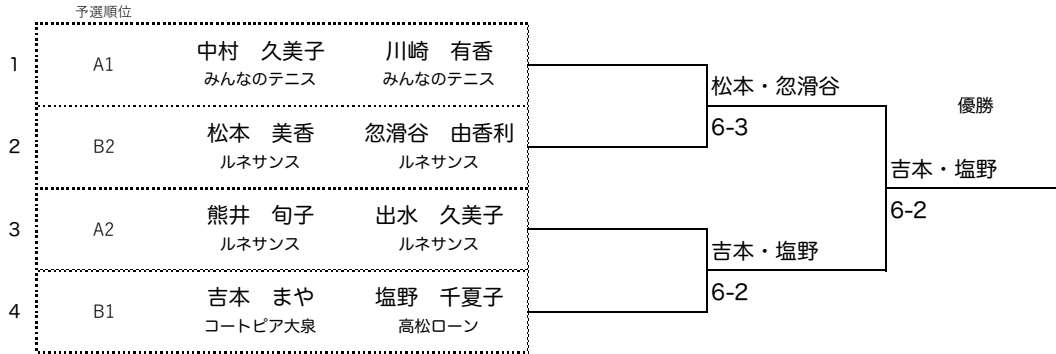 予選順位
1 A1 中村　久美子 川崎　有香
みんなのテニス みんなのテニス
松本・忽滑谷
6-3
優勝
2 B2 松本　美香 忽滑谷　由香利
ルネサンス ルネサンス
吉本・塩野
6-2
3 A2 熊井　旬子 出水　久美子
ルネサンス ルネサンス
吉本・塩野
6-2
4 B1 吉本　まや 塩野　千夏子
コートピア大泉 高松ローン